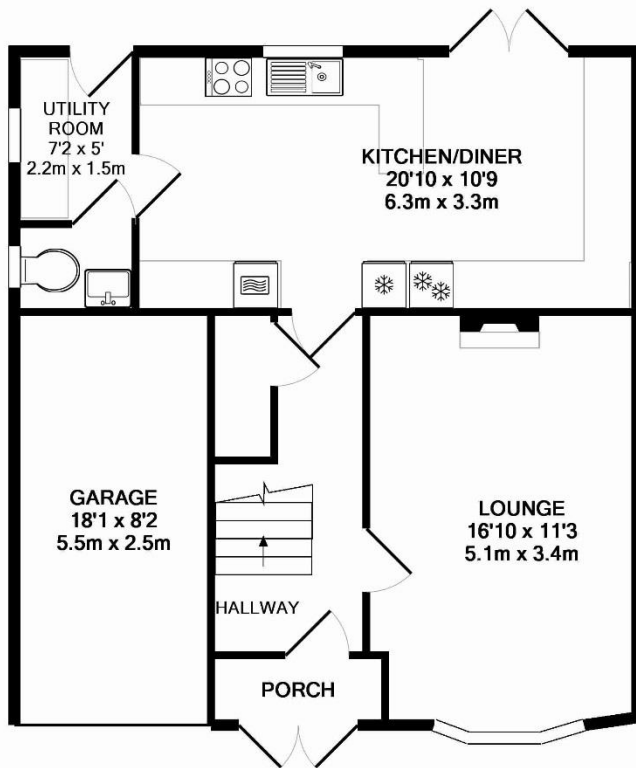 UTILITY
ROOM
7'2 x 5'
2.2m x 1.5m
KITCHEN/DINER
20'10 x 10'9
6.3m x 3.3m
GARAGE
18'1 x 8'2
5.5m x 2.5m
LOUNGE
16'10 x 11'3
5.1m x 3.4m
HALLWAY
PORCH